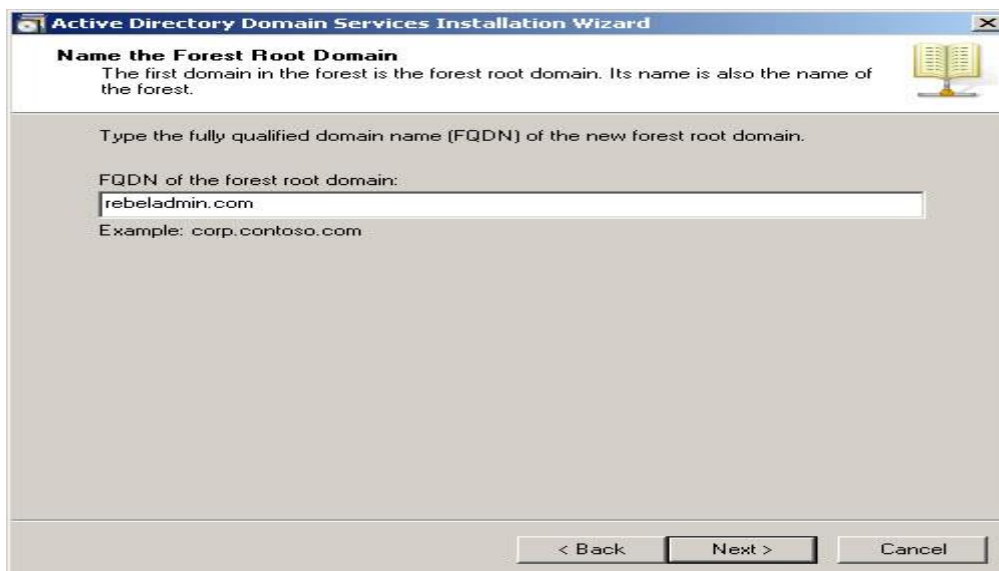 Active Directory Domain Services Installation Wizard
Name the Forest Root Domain
The first domain in the forest is the forest root domain. Its name is also the name of
the forest.
Type the fully qualified domain name (FQDN) of the new forest root domain.
FQDN of the forest root domain:
rebeladmin.com
Example: corp.contoso.com
< Back Next > Cancel